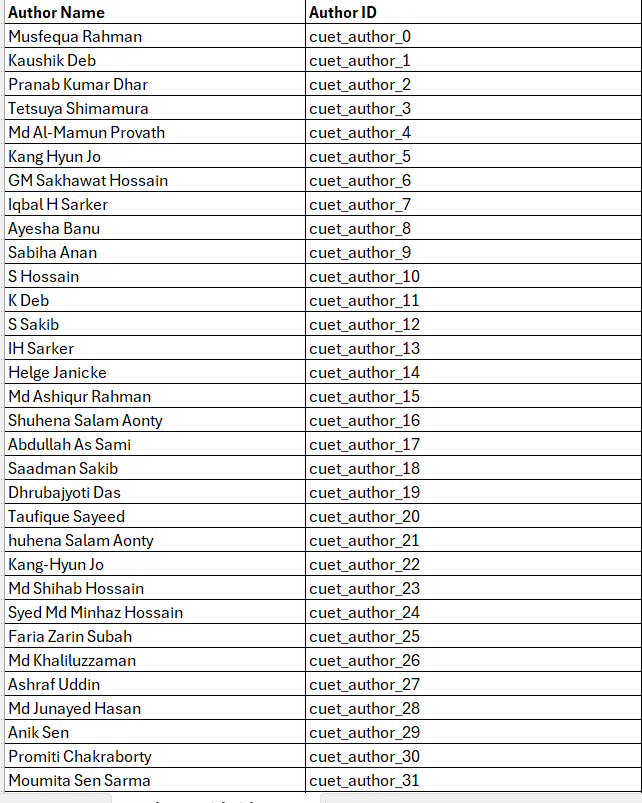 Author Name Author ID
Musfequa Rahman cuet_author_0
Kaushik Deb cuet_author_1
Pranab Kumar Dhar cuet_author_2
Tetsuya Shimamura cuet_author_3
Md Al-Mamun Provath cuet_author_4
Kang Hyun Jo cuet_author_5
GM Sakhawat Hossain cuet_author_6
Iqbal H Sarker cuet_author_7
Ayesha Banu cuet_author_8
Sabiha Anan cuet_author_9
S Hossain cuet_author_10
K Deb cuet_author_11
S Sakib cuet_author_12
IH Sarker cuet_author_13
Helge Janicke cuet_author_14
Md Ashiqur Rahman cuet_author_15
Shuhena Salam Aonty cuet_author_16
Abdullah As Sami cuet_author_17
Saadman Sakib cuet_author_18
Dhrubajyoti Das cuet_author_19
Taufique Sayeed cuet_author_20
huhena Salam Aonty cuet_author_21
Kang-Hyun Jo cuet_author_22
Md Shihab Hossain cuet_author_23
Syed Md Minhaz Hossain cuet_author_24
Faria Zarin Subah cuet_author_25
Md Khaliluzzaman cuet_author_26
Ashraf Uddin cuet_author_27
Md Junayed Hasan cuet_author_28
Anik Sen cuet_author_29
Promiti Chakraborty cuet_author_30
Moumita Sen Sarma cuet_author_31